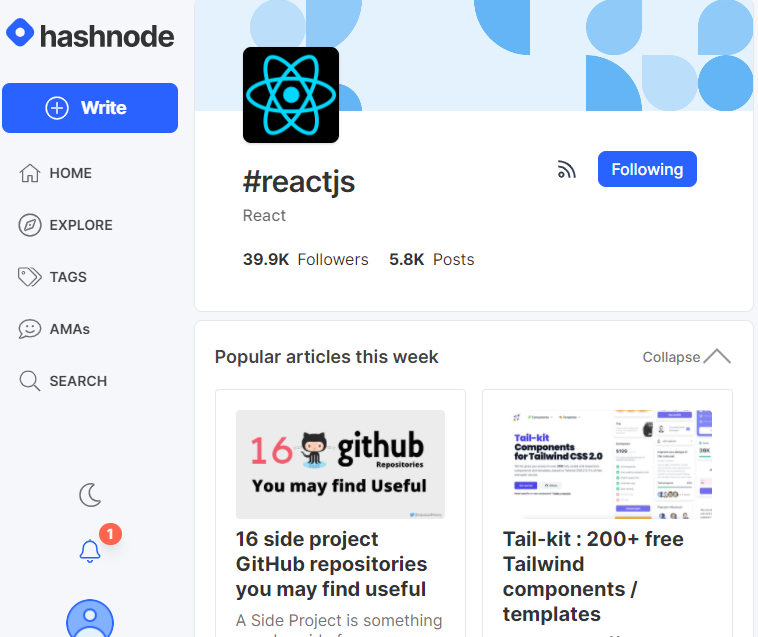 hashnode
Write
HOME
EXPLORE
TAGS
AMAs
SEARCH
1
#reactjs
React
39.9K Followers 5.8K Posts
Following
Popular articles this week
Collapse
16 github
Repositories
You may find Useful
16 side project
GitHub repositories
you may find useful
A Side Project is something
Tail-kit
Components
for Tailwind CSS 2.0
Tail-kit : 200+ free
Tailwind
components /
templates